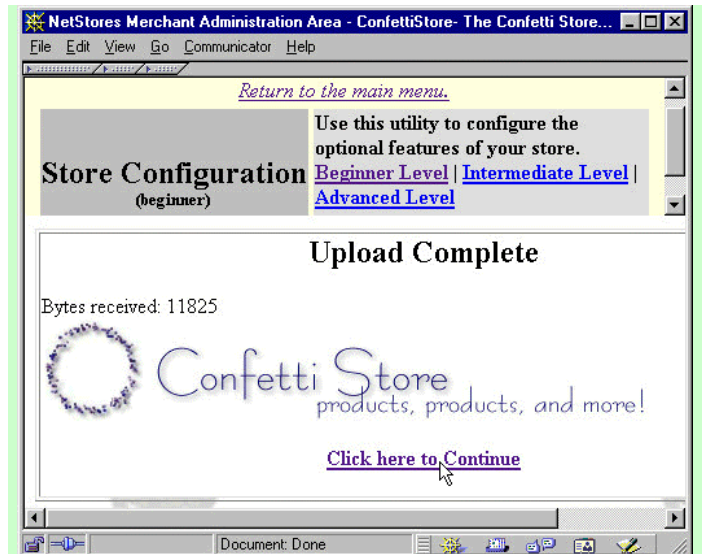 NetStores Merchant Administration Area - ConfettiStore- The Confetti Store...
File Edit View Go Communicator Help
Return to the main menu.
Use this utility to configure the
optional features of your store.
Store Configuration
(beginner)
Beginner Level | Intermediate Level |
Advanced Level
Upload Complete
Bytes received: 11825
Confetti Store
products, products, and more!
Click here to Continue
Document: Done